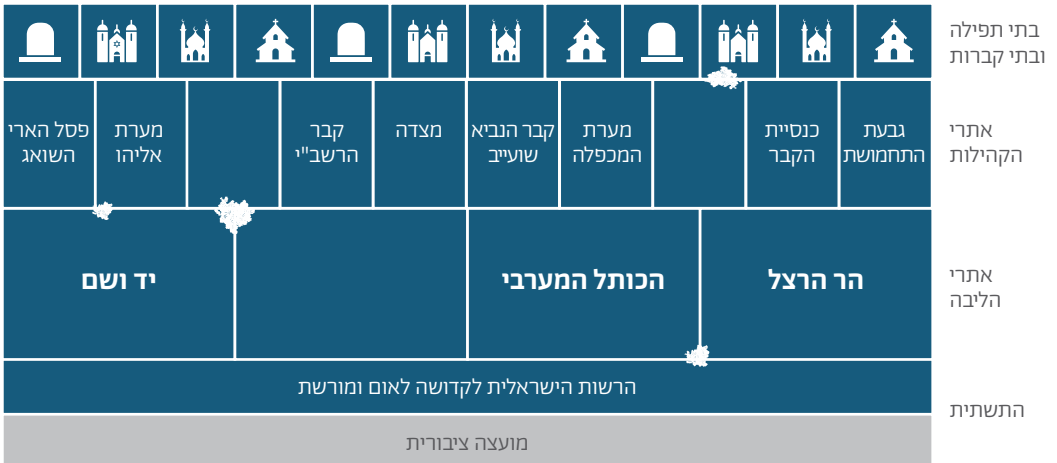 בתי תפילה
ובתי קברות
אתרי
הקהילות
גבעת
התחמושת
כנסיית
הקבר
מערת
המכפלה
קבר הנביא
שועייב
מצדה
קבר
הרשב"י
מערת
אליהו
פסל הארי
השואג
אתרי
הליבה
הר הרצל
הכותל המערבי
יד ושם
התשתית
הרשות הישראלית לקדושה לאום ומורשת
מועצה ציבורית